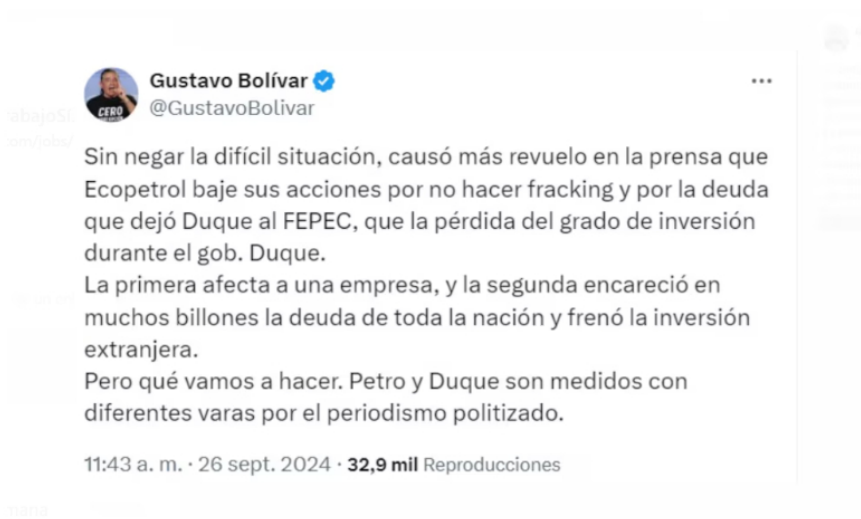 Gustavo Bolívar
@GustavoBolivar
CERO
Sin negar la difícil situación, causó más revuelo en la prensa que
Ecopetrol baje sus acciones por no hacer fracking y por la deuda
que dejó Duque al FEPEC, que la pérdida del grado de inversión
durante el gob. Duque.
La primera afecta a una empresa, y la segunda encareció en
muchos billones la deuda de toda la nación y frenó la inversión
extranjera.
Pero qué vamos a hacer. Petro y Duque son medidos con
diferentes varas por el periodismo politizado.
11:43 a. m. · 26 sept. 2024 · 32,9 mil Reproducciones